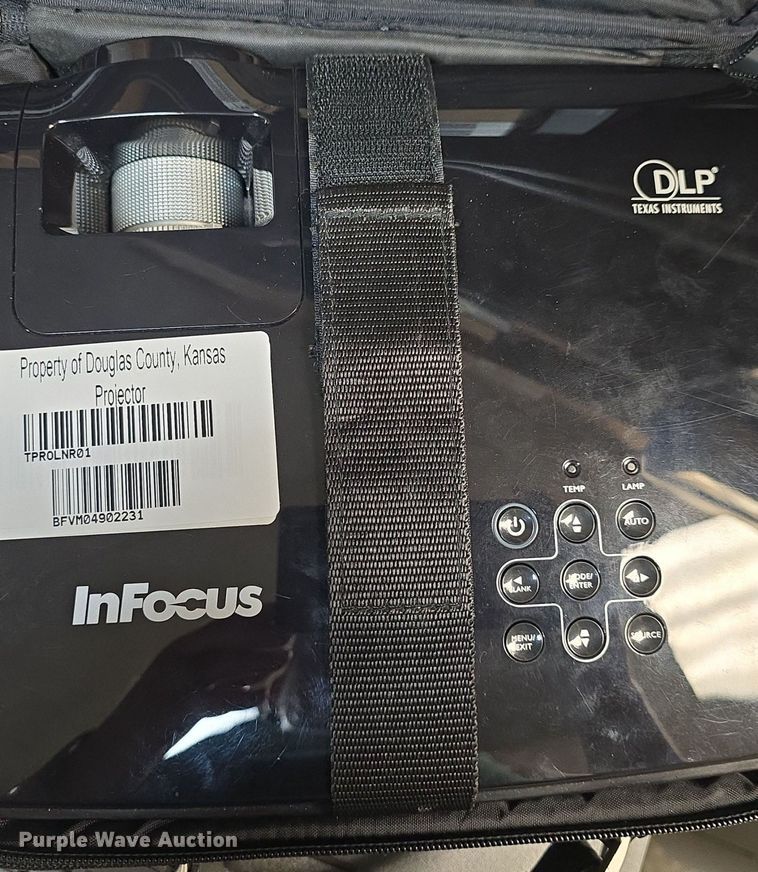 DLP®
TEXAS INSTRUMENTS
Property of Douglas County, Kansas
Projector
TPROLNR01
BFVM04902231
InFocus
TEMP
LAMP
AUTO
BLANK
MODE/
ENTER
MENU/
EXIT
SOURCE
Purple Wave Auction